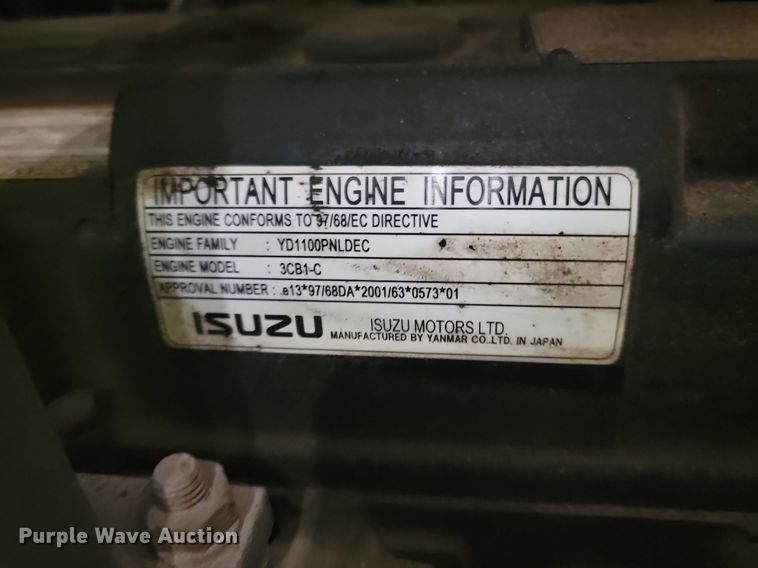 IMPORTANT ENGINE INFORMATION
THIS ENGINE CONFORMS TO 97/68/EC DIRECTIVE
ENGINE FAMILY : YD1100PNLDEC
ENGINE MODEL : 3CB1-C
APPROVAL NUMBER : e13*97/68DA*2001/63*0573*01
ISUZU ISUZU MOTORS LTD.
MANUFACTURED BY YANMAR CO.,LTD. IN JAPAN
Purple Wave Auction